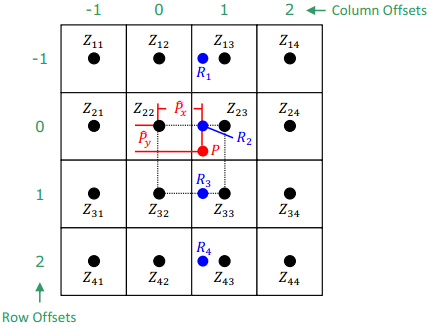 -1 0 1 2 Column Offsets
Z₁₁ Z₁₂ Z₁₃ Z₁₄
-1
R₁
Z₂₁ Z₂₂ P̂ₓ Z₂₃ Z₂₄
0
P̂ᵧ R₂
P
R₃
1
Z₃₁ Z₃₂ Z₃₃ Z₃₄
R₄
2
Z₄₁ Z₄₂ Z₄₃ Z₄₄
Row Offsets